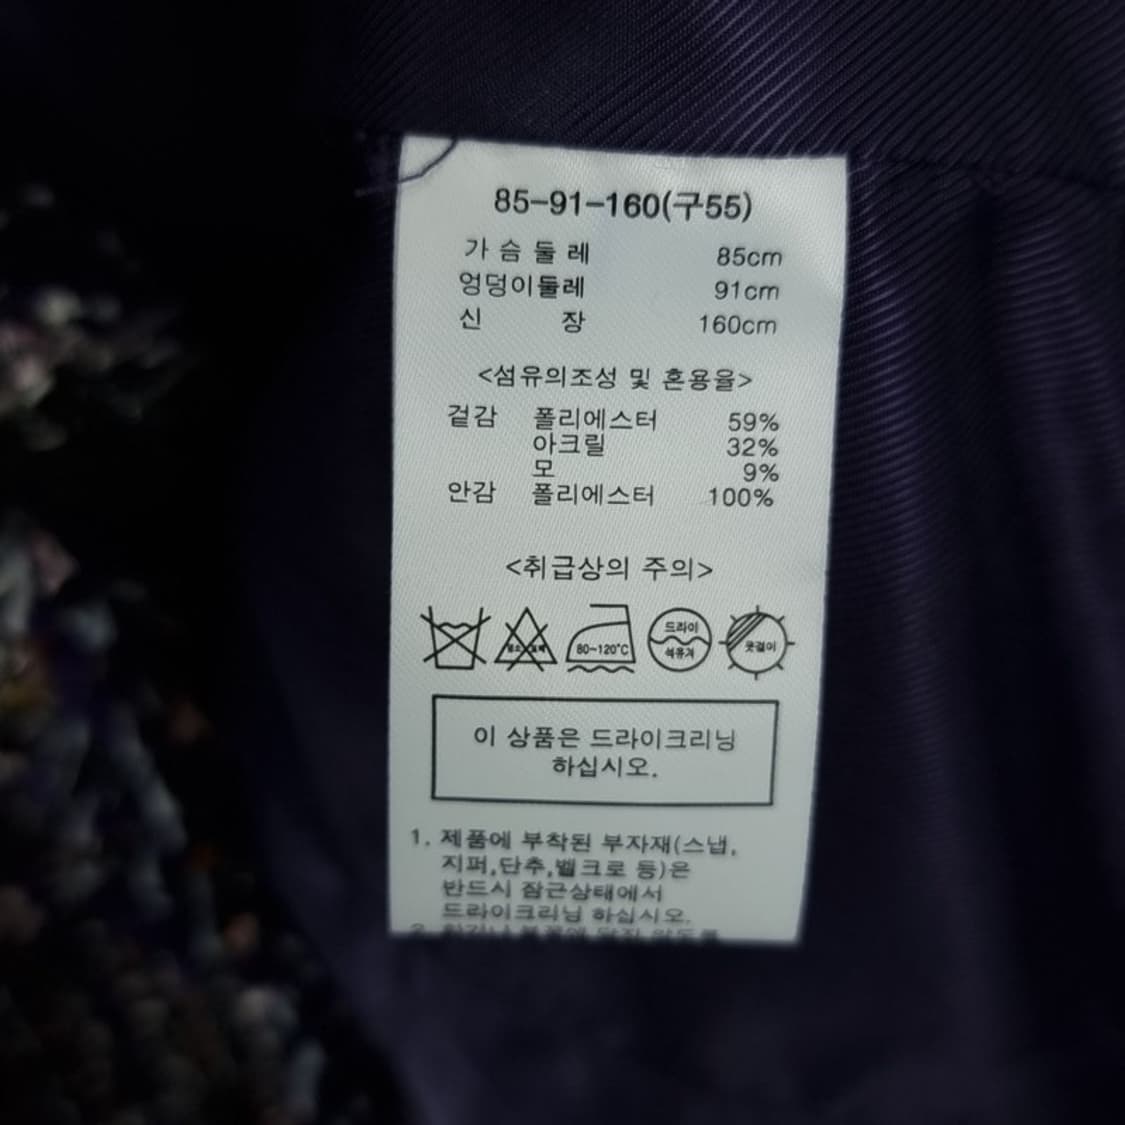 85-91-160(구55)
가 슴 둘 레 85cm
엉덩이둘레 91cm
신 장 160cm
<섬유의조성 및 혼용율>
겉감 폴리에스터 59%
아크릴 32%
모 9%
안감 폴리에스터 100%
<취급상의 주의>
80~120°C
드라이
석유계
옷걸이
이 상품은 드라이크리닝
하십시오.
1. 제품에 부착된 부자재(스냅,
지퍼,단추,벨크로 등)은
반드시 잠근상태에서
드라이크리닝 하십시오.